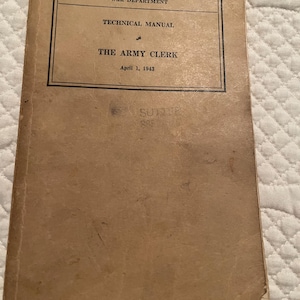 DEPARTMENT
TECHNICAL MANUAL
THE ARMY CLERK
April 1, 1942